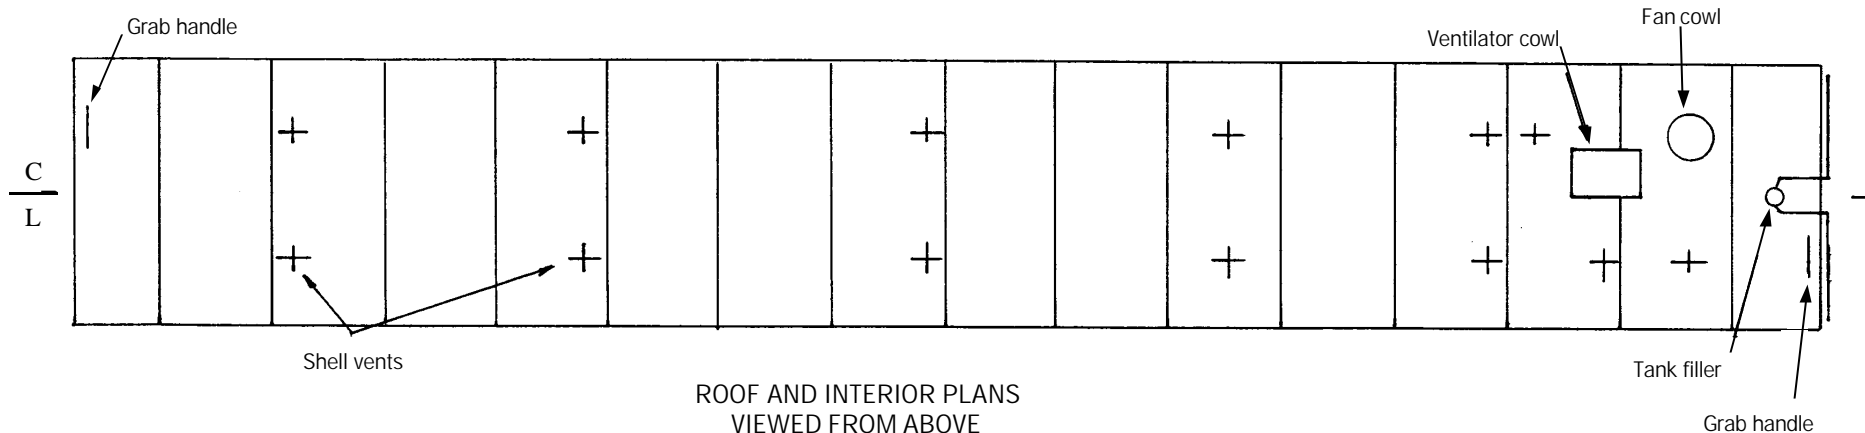 Grab handle
Fan cowl
Ventilator cowl
C
L
Shell vents
Tank filler
ROOF AND INTERIOR PLANS
VIEWED FROM ABOVE
Grab handle